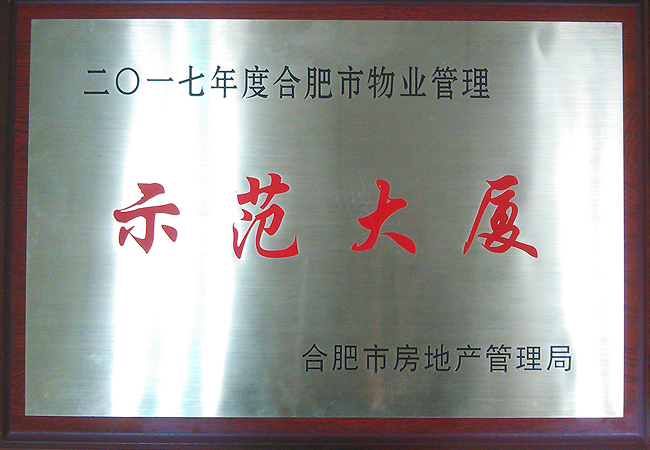 二〇一七年度合肥市物业管理
示范大厦
合肥市房地产管理局